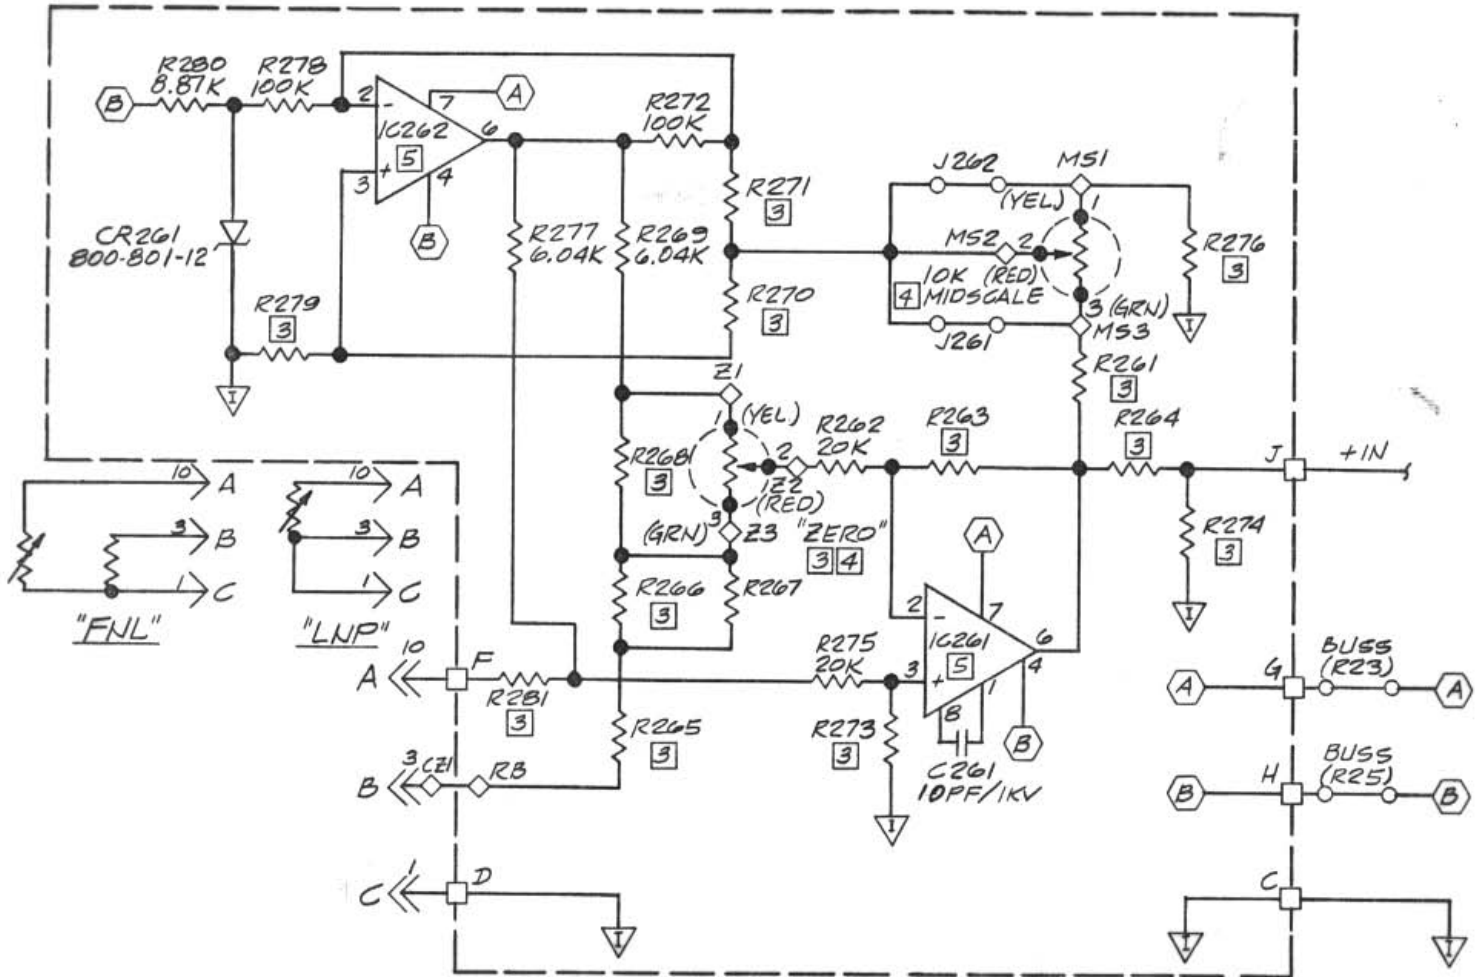 R280
8.87K
R278
100K
B
2
-
7
A
IC262
5
6
+
3
4
B
R272
100K
CR261
800-801-12
R277
6.04K
R269
6.04K
R271
3
R279
3
I
R270
3
J262
MS1
(YEL.)
1
MS2
2
10K
(RED)
4
MIDSCALE
3
(GRN)
J261
MS3
R276
3
I
R261
3
Z1
1
(YEL.)
R268
3
2
Z2
(RED)
3
(GRN)
Z3
R262
20K
R263
3
R264
3
J
+IN
"ZERO"
3
4
R274
3
I
10
A
3
B
1
C
"FNL"
10
A
3
B
1
C
"LNP"
R266
3
R267
A
2
-
7
IC261
5
6
3
+
4
1
8
C261
10PF/1KV
B
R275
20K
R273
3
I
A
10
F
R281
3
R265
3
B
3
CZ1
RB
C
1
D
I
A
G
BUSS
(R23)
A
B
H
BUSS
(R25)
B
C
I
I